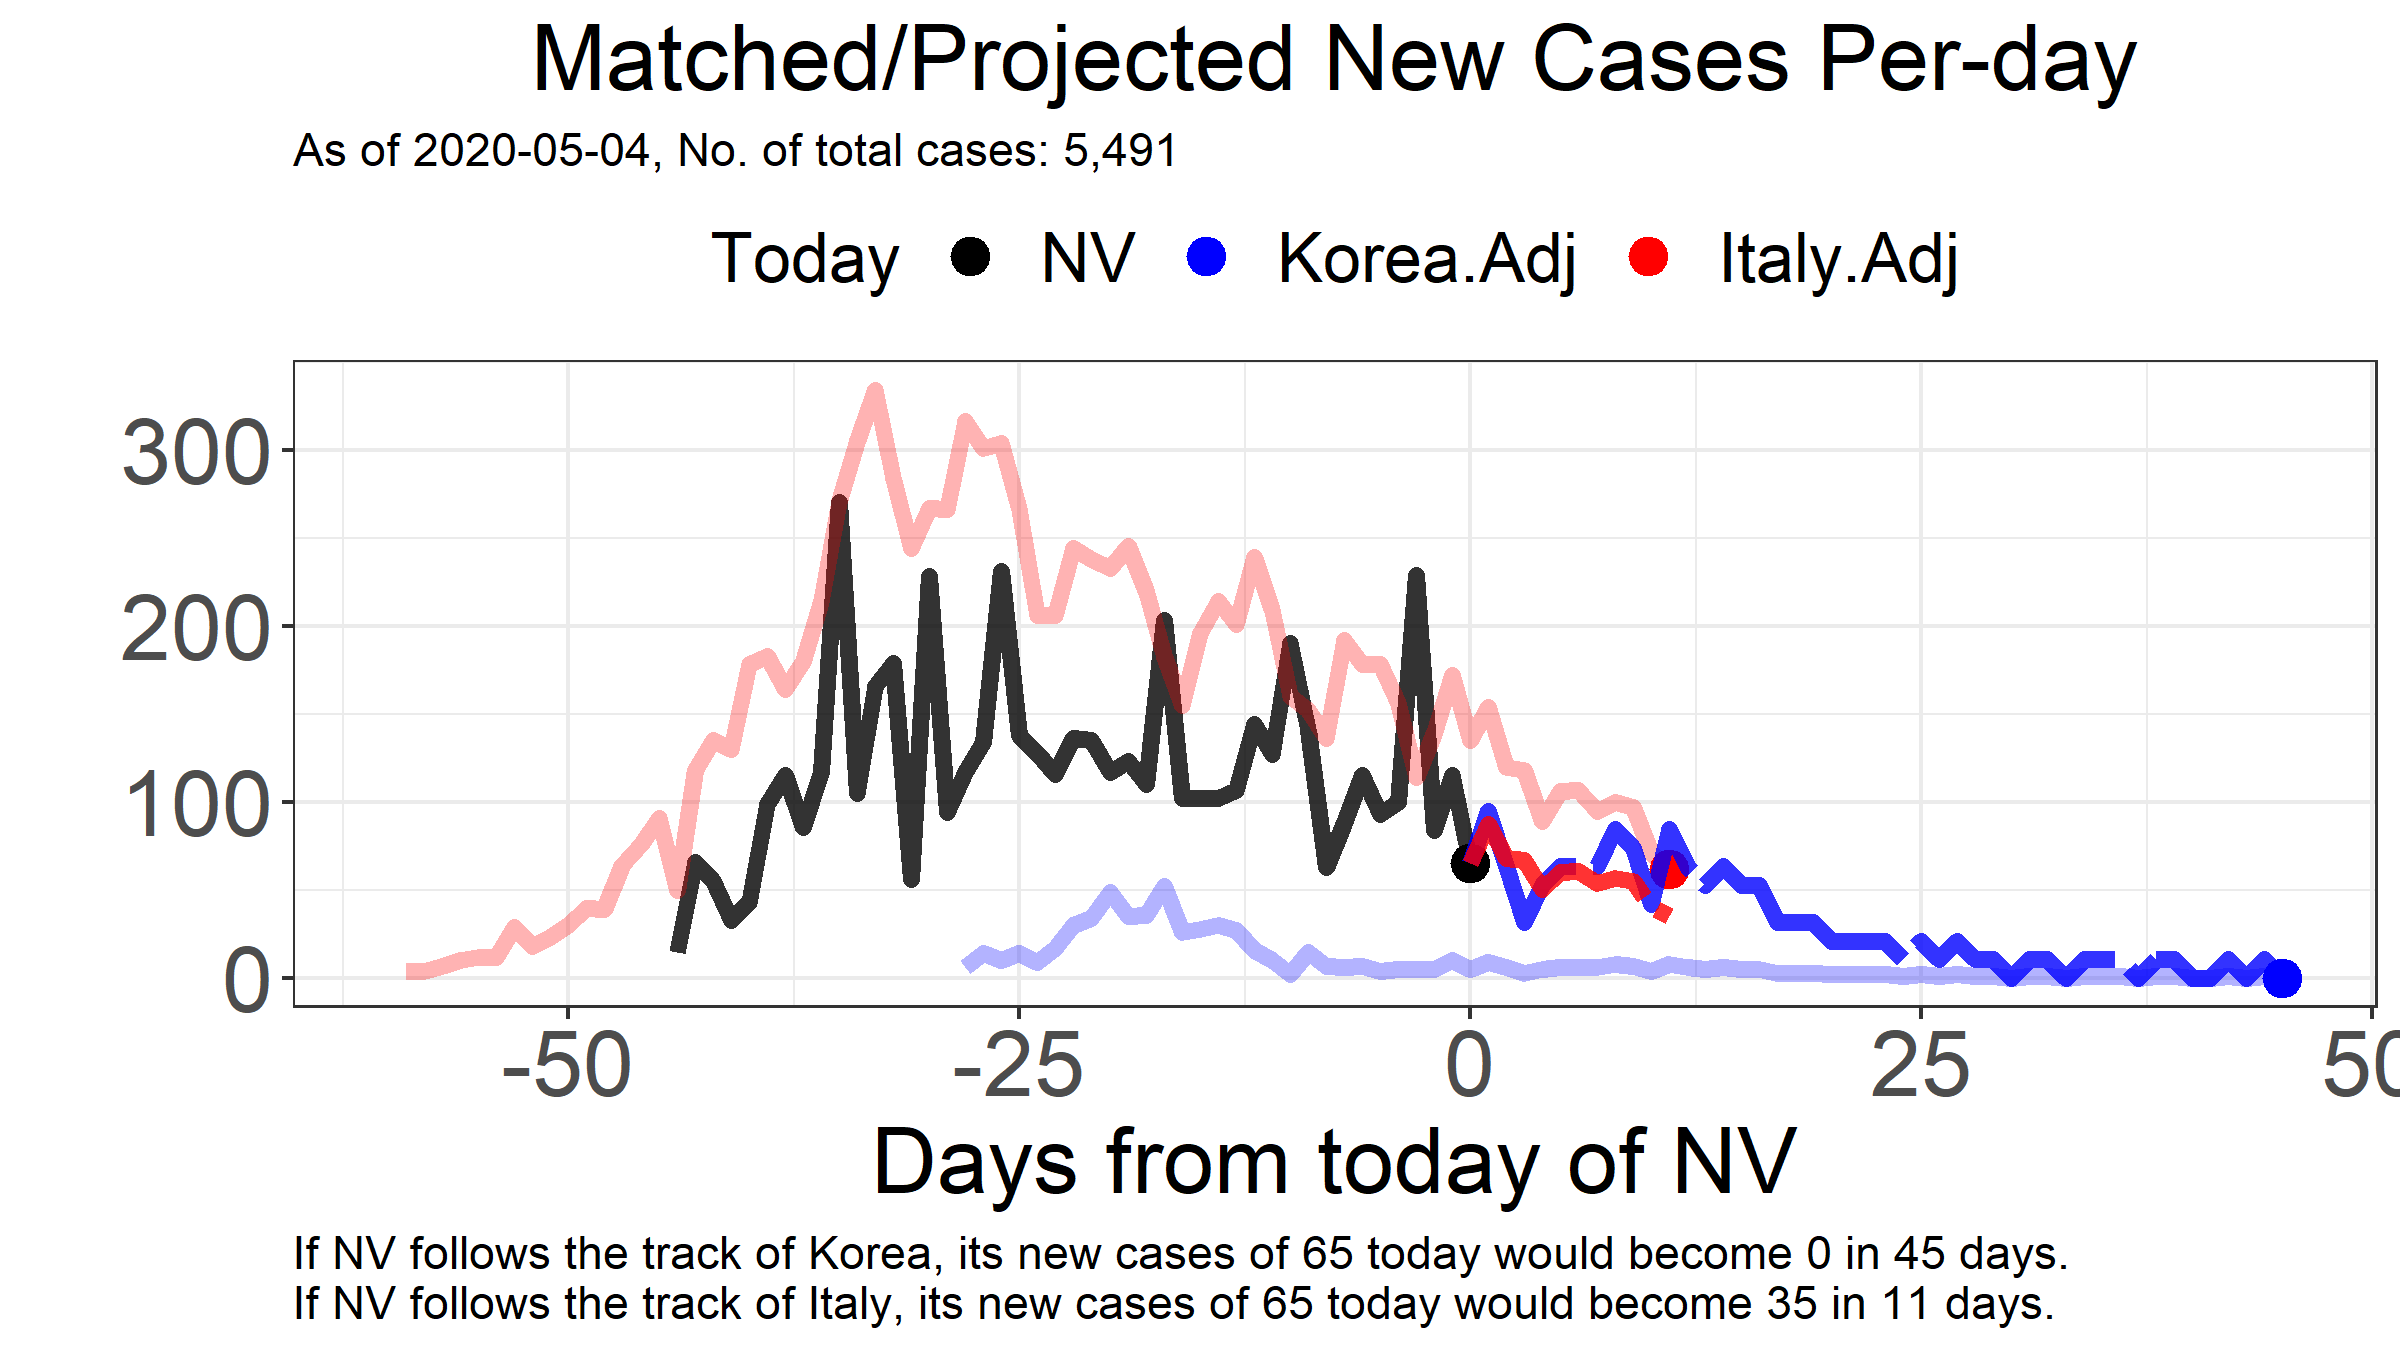 Matched/Projected New Cases Per-day
As of 2020-05-04, No. of total cases: 5,491
Today NV Korea.Adj Italy.Adj
300
200
100
0
-50 -25 0 25 50
Days from today of NV
If NV follows the track of Korea, its new cases of 65 today would become 0 in 45 days.
If NV follows the track of Italy, its new cases of 65 today would become 35 in 11 days.